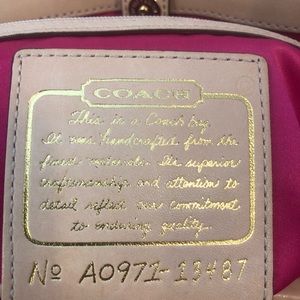 COACH
This is a Coach bag.
It was handcrafted from the
finest materials. Its superior
craftsmanship and attention to
detail reflect our commitment
to enduring quality.
No A0971-13487